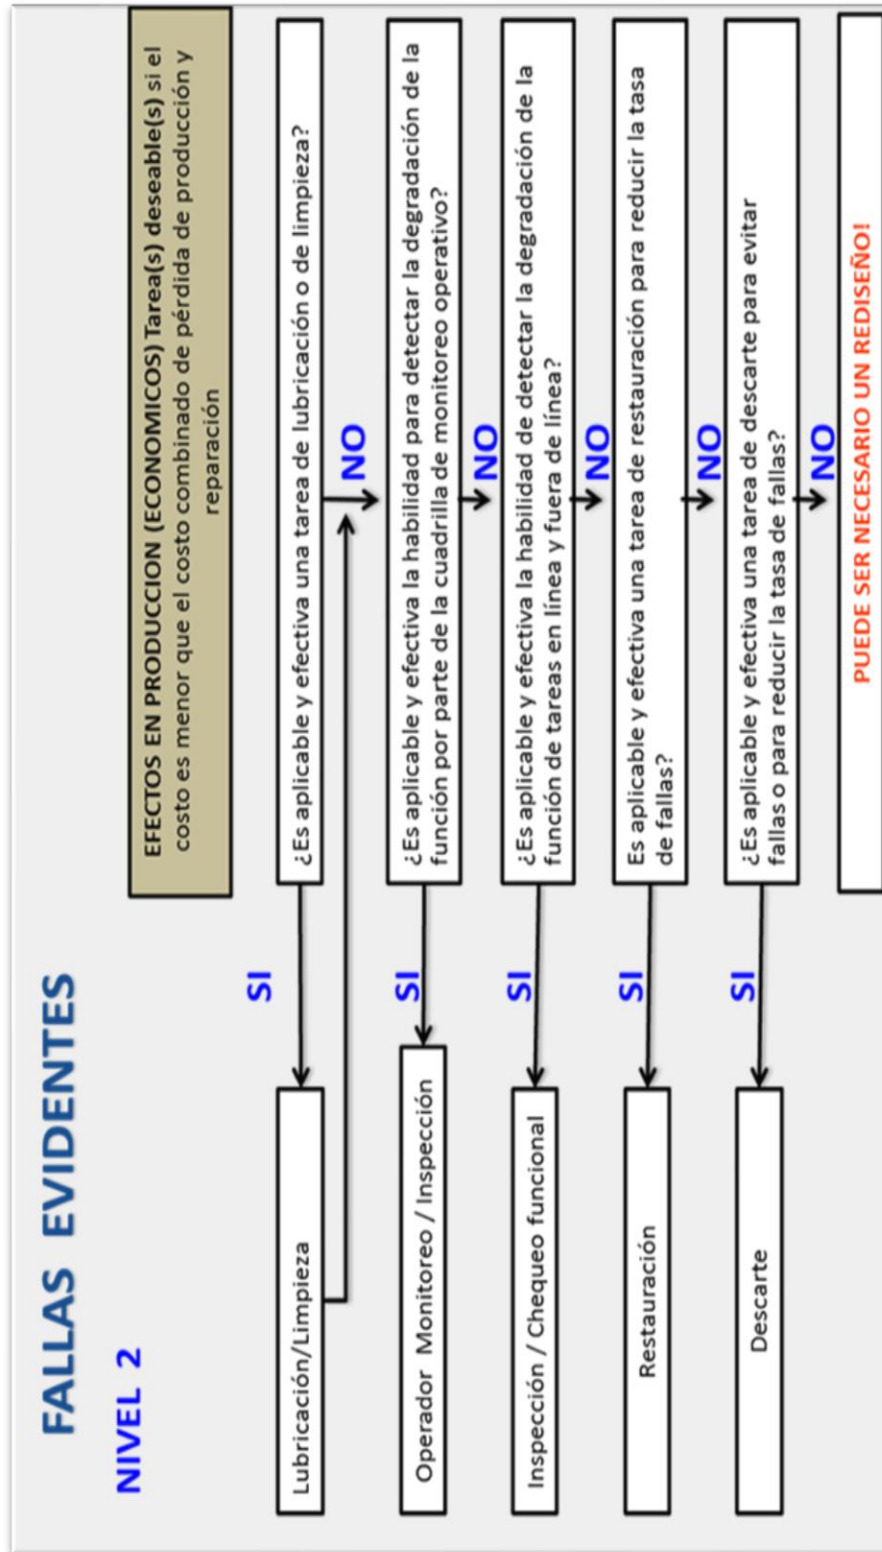 FALLAS EVIDENTES
NIVEL 2
EFECTOS EN PRODUCCION (ECONOMICOS) Tarea(s) deseable(s) si el
costo es menor que el costo combinado de pérdida de producción y
reparación
¿Es aplicable y efectiva una tarea de lubricación o de limpieza?
SI
Lubricación/Limpieza
NO
¿Es aplicable y efectiva la habilidad para detectar la degradación de la
función por parte de la cuadrilla de monitoreo operativo?
SI
Operador Monitoreo / Inspección
NO
¿Es aplicable y efectiva la habilidad de detectar la degradación de la
función de tareas en línea y fuera de línea?
SI
Inspección / Chequeo funcional
NO
Es aplicable y efectiva una tarea de restauración para reducir la tasa
de fallas?
SI
Restauración
NO
¿Es aplicable y efectiva una tarea de descarte para evitar
fallas o para reducir la tasa de fallas?
SI
Descarte
NO
PUEDE SER NECESARIO UN REDISEÑO!